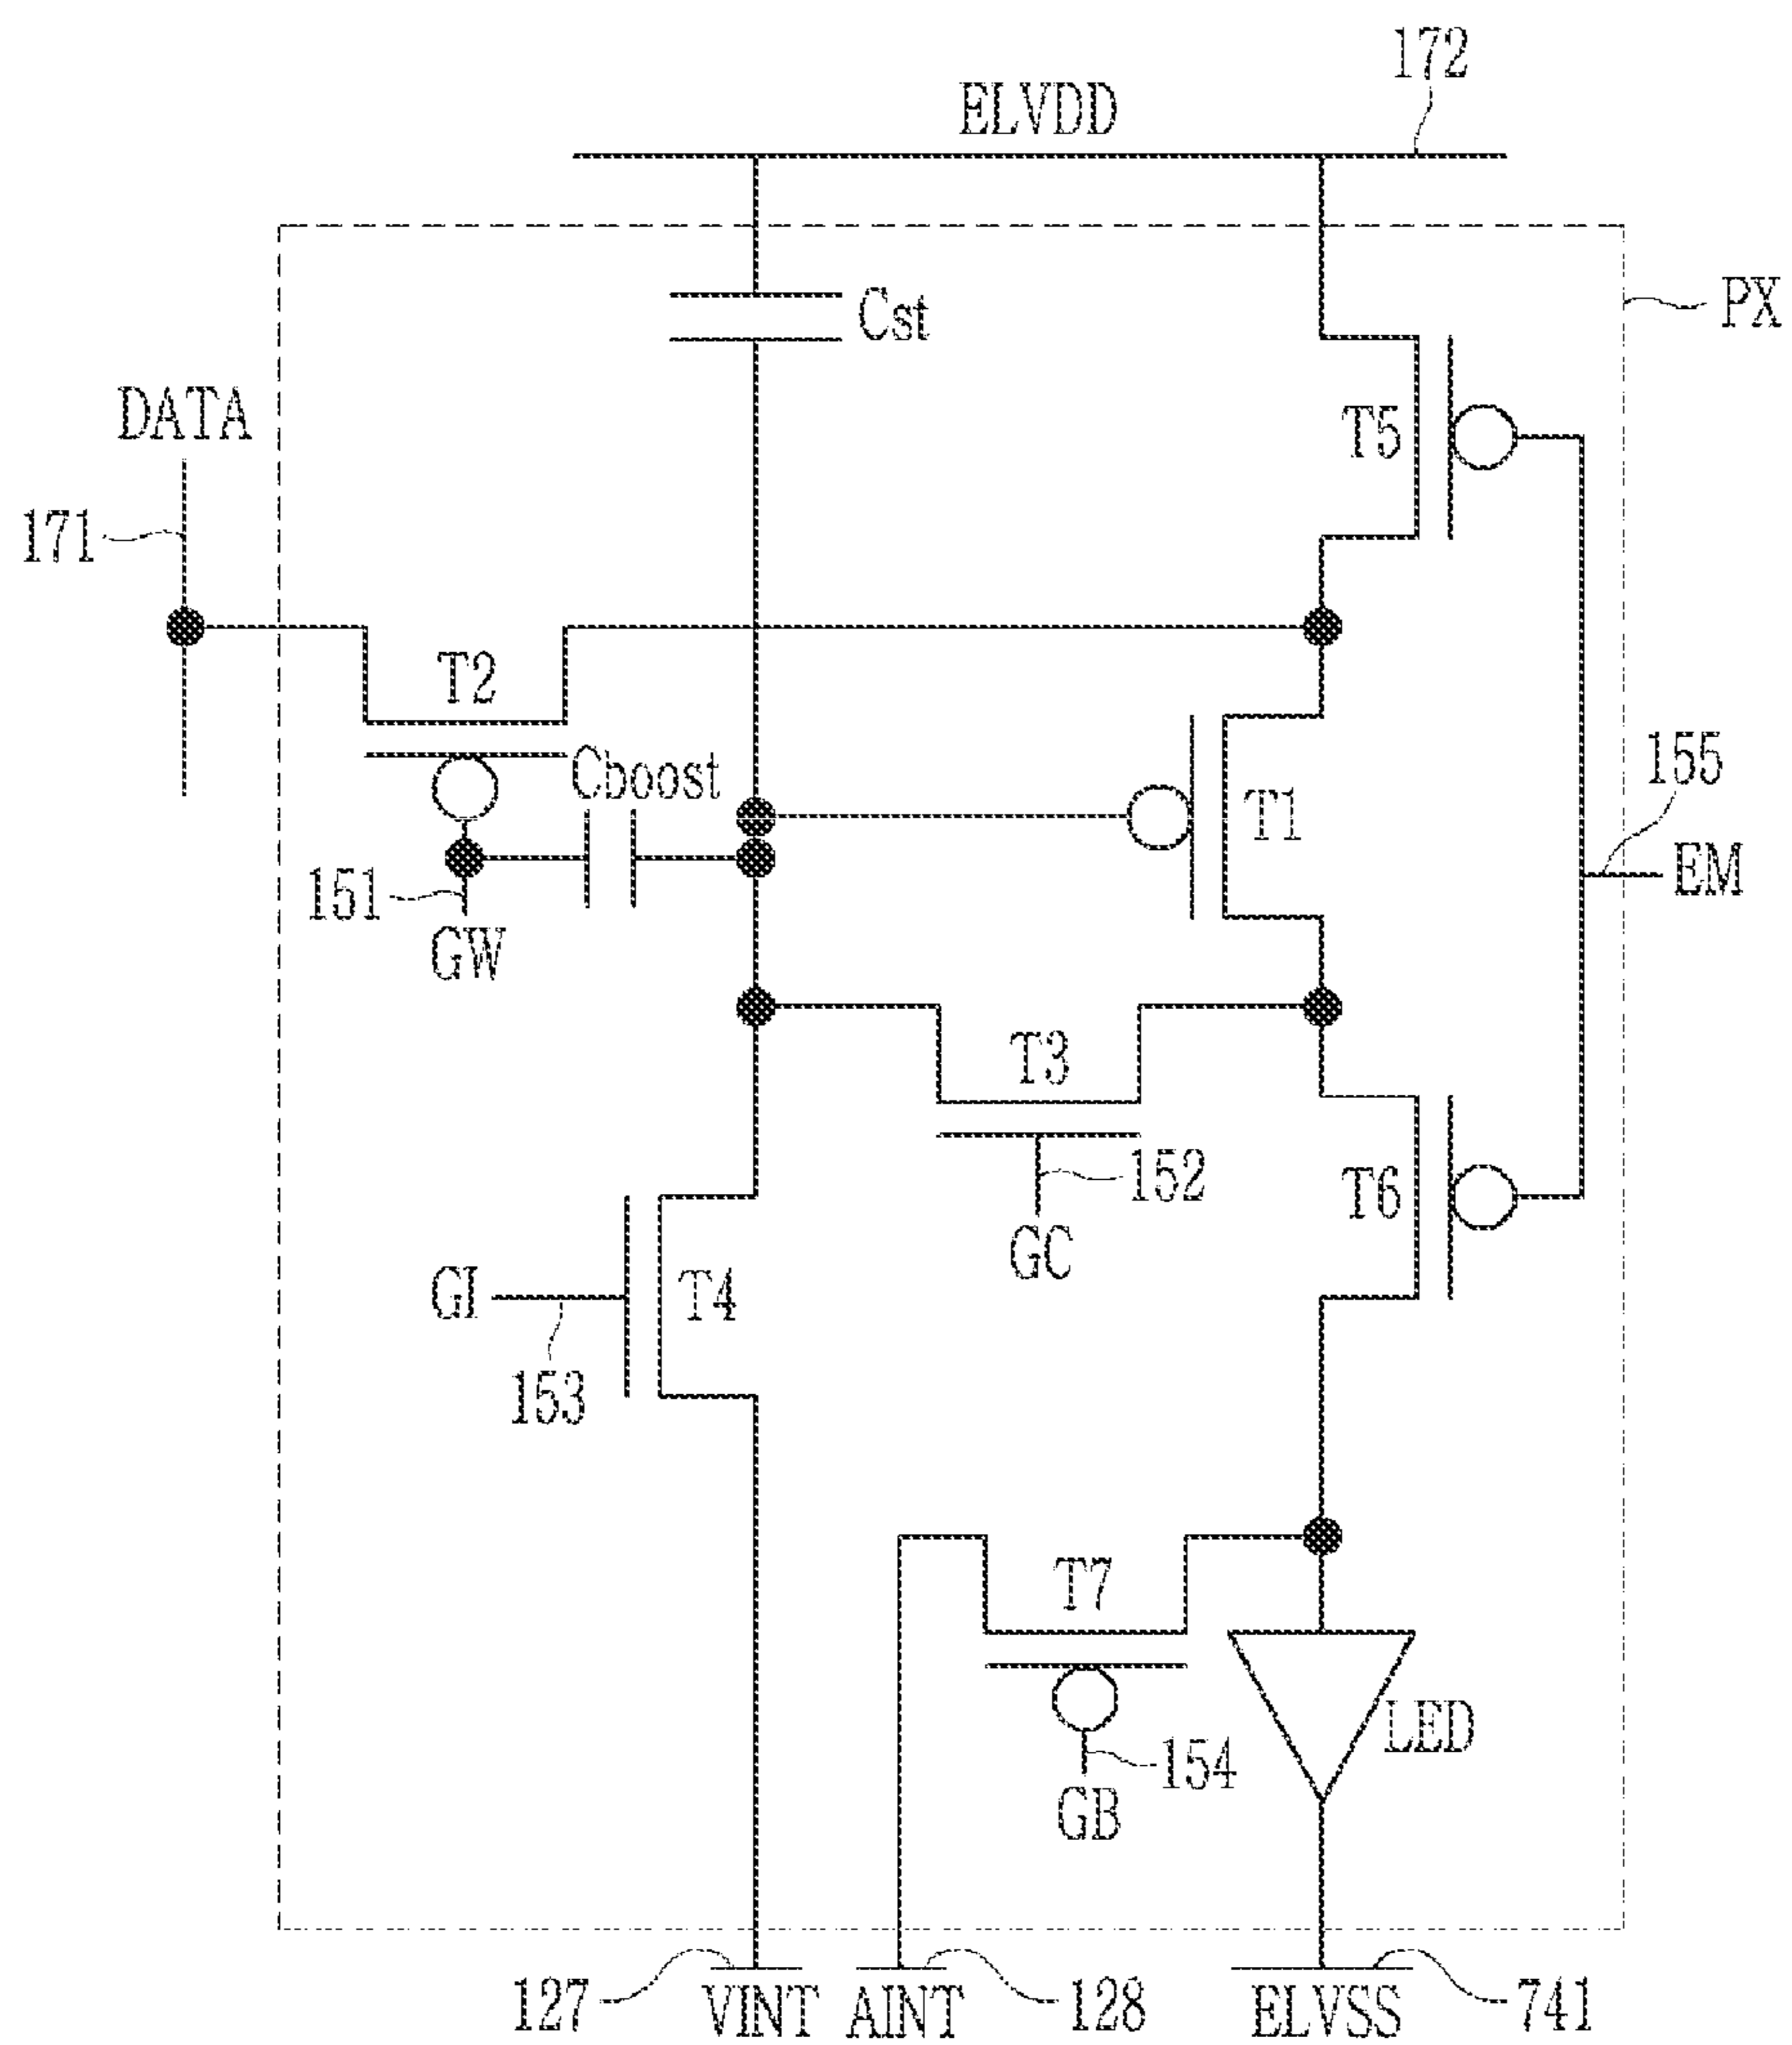 172
ELVDD
PX
Cst
DATA
T5
171
T2
155
Cboost
T1
151
EM
GW
T3
152
T6
GC
GI
T4
153
T7
LED
154
GB
127
VINT
AINT
128
ELVSS
741